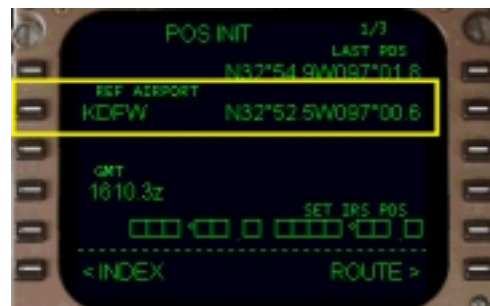 POS INIT 1/3
LAST POS
N32°54.9W097°01.8
REF AIRPORT
KDFW N32°52.5W097°00.6
GMT
1610.3z
SET IRS POS
<INDEX ROUTE >